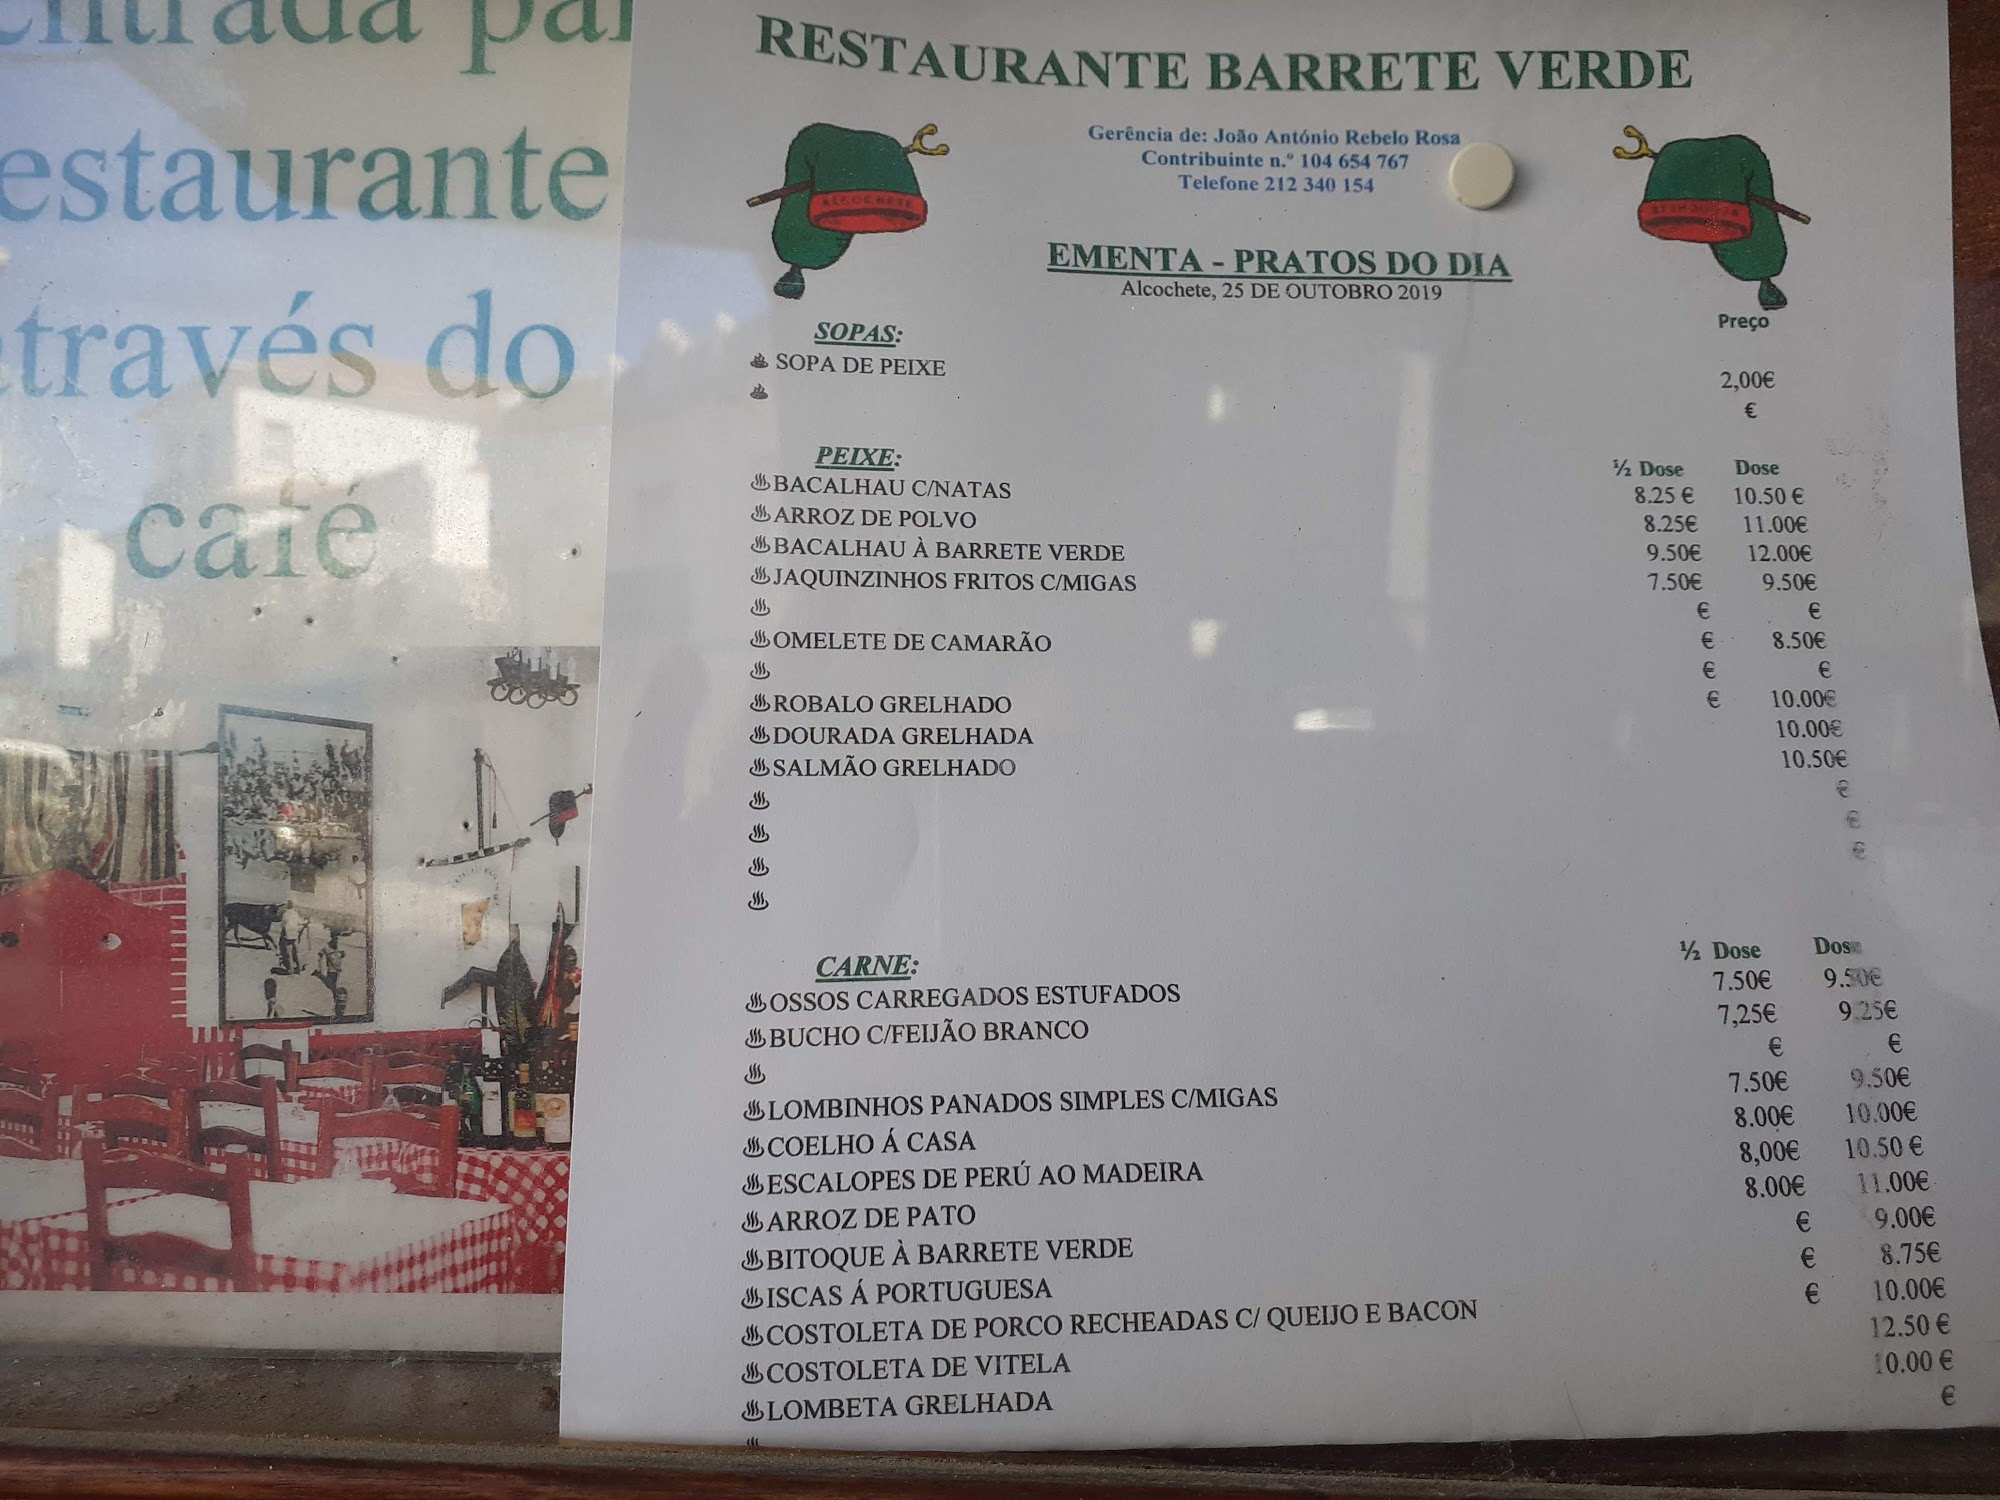 entrada par
restaurante
através do
café
RESTAURANTE BARRETE VERDE
Gerência de: João António Rebelo Rosa
Contribuinte n.º 104 654 767
Telefone 212 340 154
EMENTA - PRATOS DO DIA
Alcochete, 25 DE OUTUBRO 2019
Preço
SOPAS:
SOPA DE PEIXE 2,00€
€
PEIXE: ½ Dose Dose
BACALHAU C/NATAS 8.25 € 10.50 €
ARROZ DE POLVO 8.25€ 11.00€
BACALHAU À BARRETE VERDE 9.50€ 12.00€
JAQUINZINHOS FRITOS C/MIGAS 7.50€ 9.50€
€ €
OMELETE DE CAMARÃO € 8.50€
€ €
ROBALO GRELHADO € 10.00€
DOURADA GRELHADA 10.00€
SALMÃO GRELHADO 10.50€
€
€
€
CARNE: ½ Dose Dose
OSSOS CARREGADOS ESTUFADOS 7.50€ 9.50€
BUCHO C/FEIJÃO BRANCO 7,25€ 9.25€
€ €
LOMBINHOS PANADOS SIMPLES C/MIGAS 7.50€ 9.50€
COELHO Á CASA 8.00€ 10.00€
ESCALOPES DE PERÚ AO MADEIRA 8,00€ 10.50 €
ARROZ DE PATO 8.00€ 11.00€
BITOQUE À BARRETE VERDE € 9.00€
ISCAS Á PORTUGUESA € 8.75€
COSTOLETA DE PORCO RECHEADAS C/ QUEIJO E BACON € 10.00€
COSTOLETA DE VITELA 12.50 €
LOMBETA GRELHADA 10.00 €
€